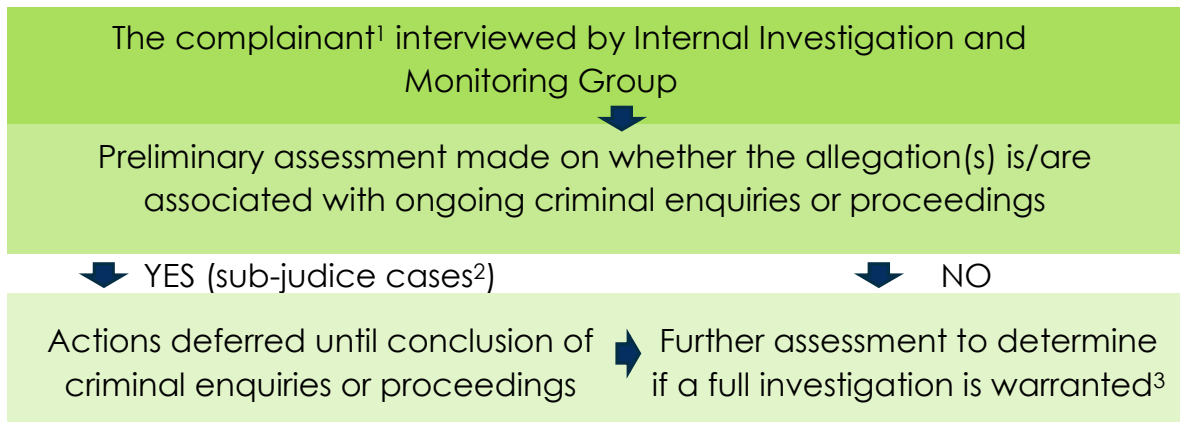 The complainant¹ interviewed by Internal Investigation and
Monitoring Group
Preliminary assessment made on whether the allegation(s) is/are
associated with ongoing criminal enquiries or proceedings
YES (sub-judice cases²)
NO
Actions deferred until conclusion of
criminal enquiries or proceedings
Further assessment to determine
if a full investigation is warranted³